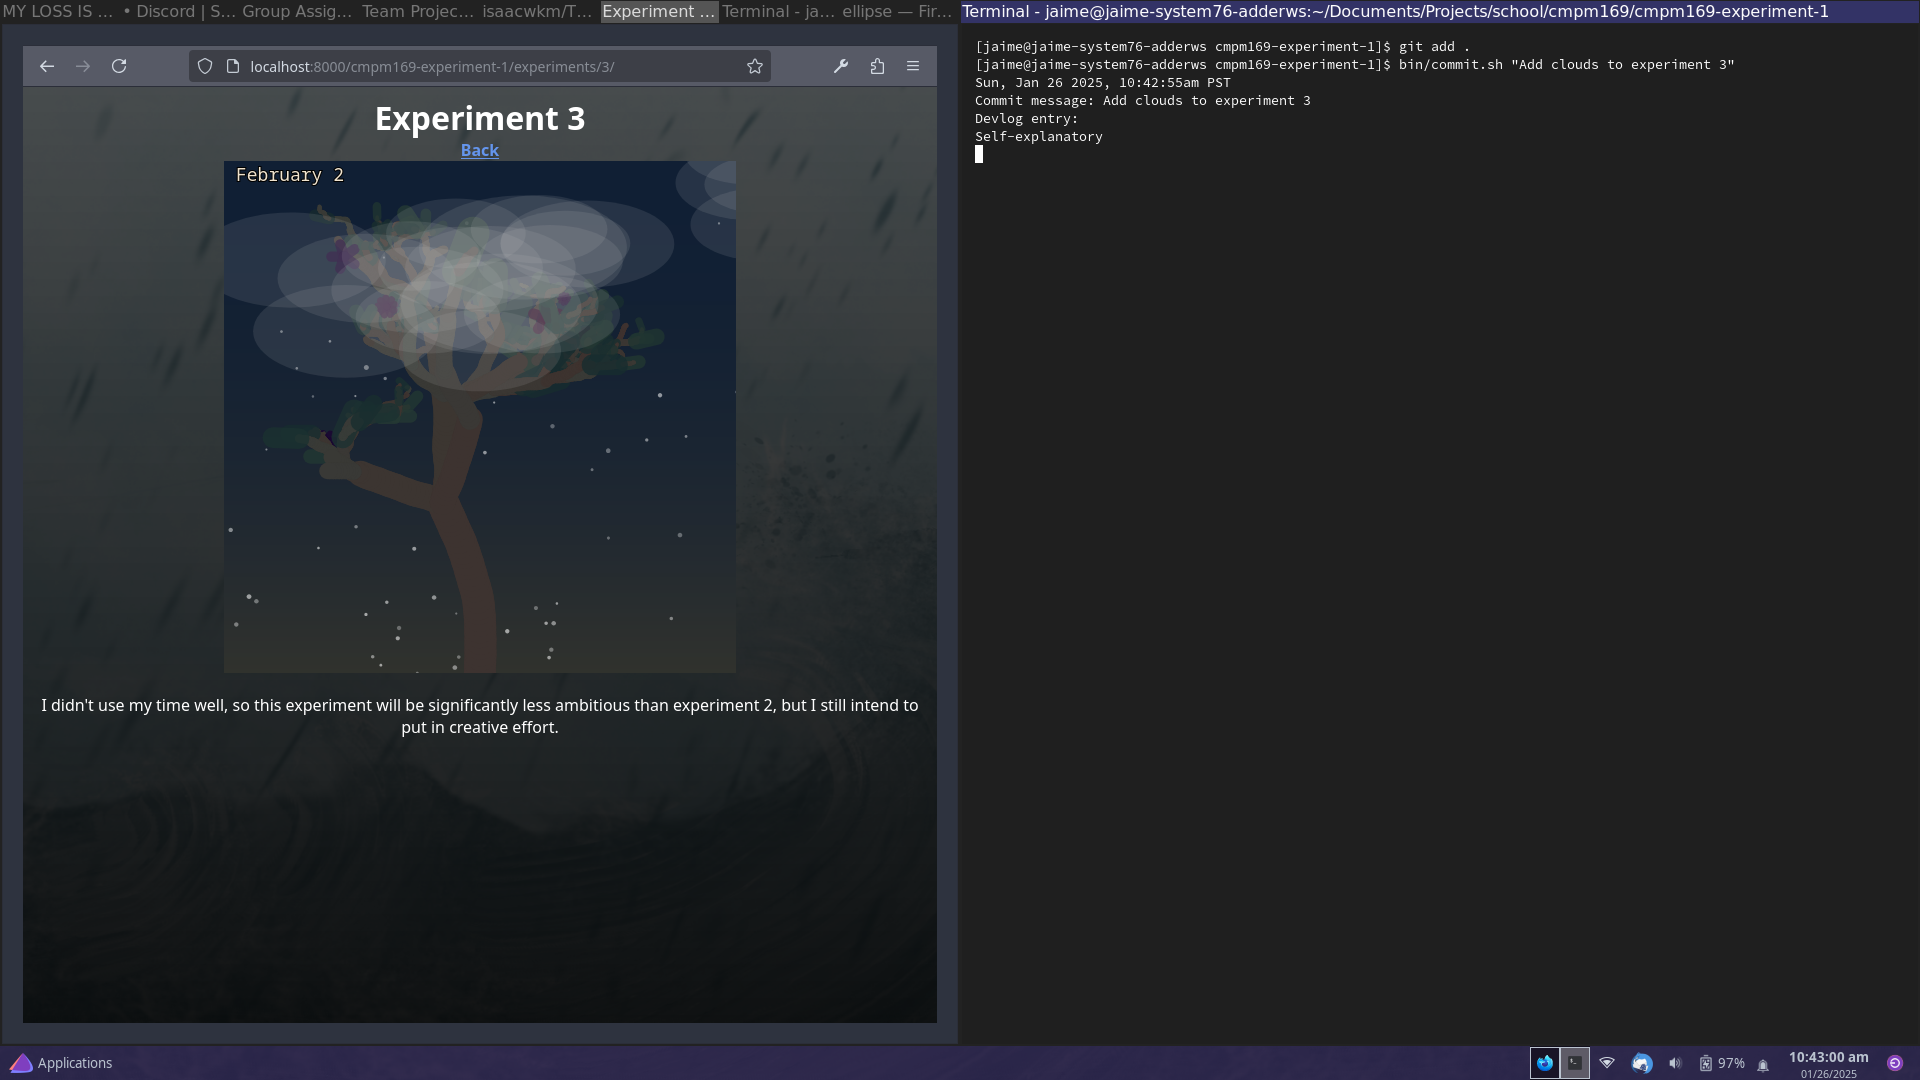 MY LOSS IS ... • Discord | S... Group Assig... Team Projec... isaacwkm/T... Experiment ... Terminal - ja... ellipse — Fir...
Terminal - jaime@jaime-system76-adderws:~/Documents/Projects/school/cmpm169/cmpm169-experiment-1
localhost:8000/cmpm169-experiment-1/experiments/3/
Experiment 3
Back
February 2
I didn't use my time well, so this experiment will be significantly less ambitious than experiment 2, but I still intend to
put in creative effort.
[jaime@jaime-system76-adderws cmpm169-experiment-1]$ git add .
[jaime@jaime-system76-adderws cmpm169-experiment-1]$ bin/commit.sh "Add clouds to experiment 3"
Sun, Jan 26 2025, 10:42:55am PST
Commit message: Add clouds to experiment 3
Devlog entry:
Self-explanatory
Applications
97%
10:43:00 am
01/26/2025